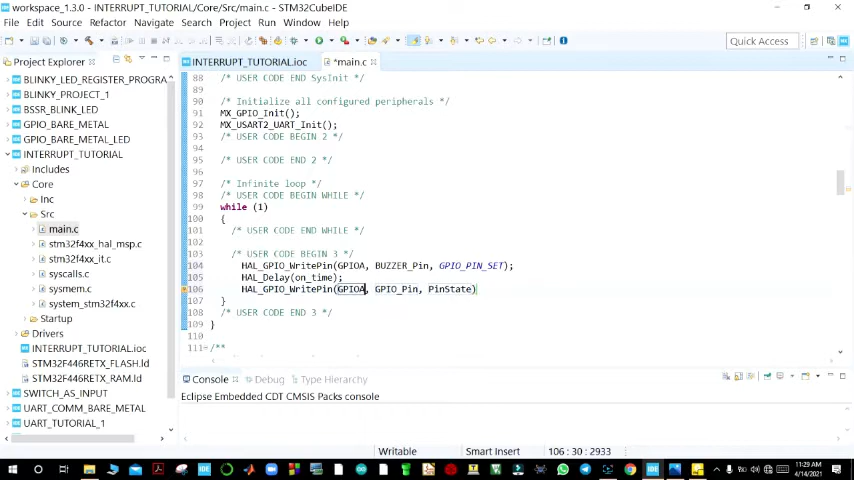 workspace_1.3.0 - INTERRUPT_TUTORIAL/Core/Src/main.c - STM32CubeIDE
File Edit Source Refactor Navigate Search Project Run Window Help
Quick Access
Project Explorer
INTERRUPT_TUTORIAL.ioc
*main.c
BLINKY_LED_REGISTER_PROGRA
BLINKY_PROJECT_1
BSSR_BLINK_LED
GPIO_BARE_METAL
GPIO_BARE_METAL_LED
INTERRUPT_TUTORIAL
Includes
Core
Inc
Src
main.c
stm32f4xx_hal_msp.c
stm32f4xx_it.c
syscalls.c
sysmem.c
system_stm32f4xx.c
Startup
Drivers
INTERRUPT_TUTORIAL.ioc
STM32F446RETX_FLASH.ld
STM32F446RETX_RAM.ld
SWITCH_AS_INPUT
UART_COMM_BARE_METAL
UART_TUTORIAL_1
88 /* USER CODE END SysInit */
89
90 /* Initialize all configured peripherals */
91 MX_GPIO_Init();
92 MX_USART2_UART_Init();
93 /* USER CODE BEGIN 2 */
94
95 /* USER CODE END 2 */
96
97 /* Infinite loop */
98 /* USER CODE BEGIN WHILE */
99 while (1)
100 {
101 /* USER CODE END WHILE */
102
103 /* USER CODE BEGIN 3 */
104 HAL_GPIO_WritePin(GPIOA, BUZZER_Pin, GPIO_PIN_SET);
105 HAL_Delay(on_time);
106 HAL_GPIO_WritePin(GPIOA, GPIO_Pin, PinState)
107 }
108 /* USER CODE END 3 */
109 }
110
111 /**
Console
Debug
Type Hierarchy
Eclipse Embedded CDT CMSIS Packs console
Writable
Smart Insert
106 : 30 : 2933
11:29 AM
4/14/2021